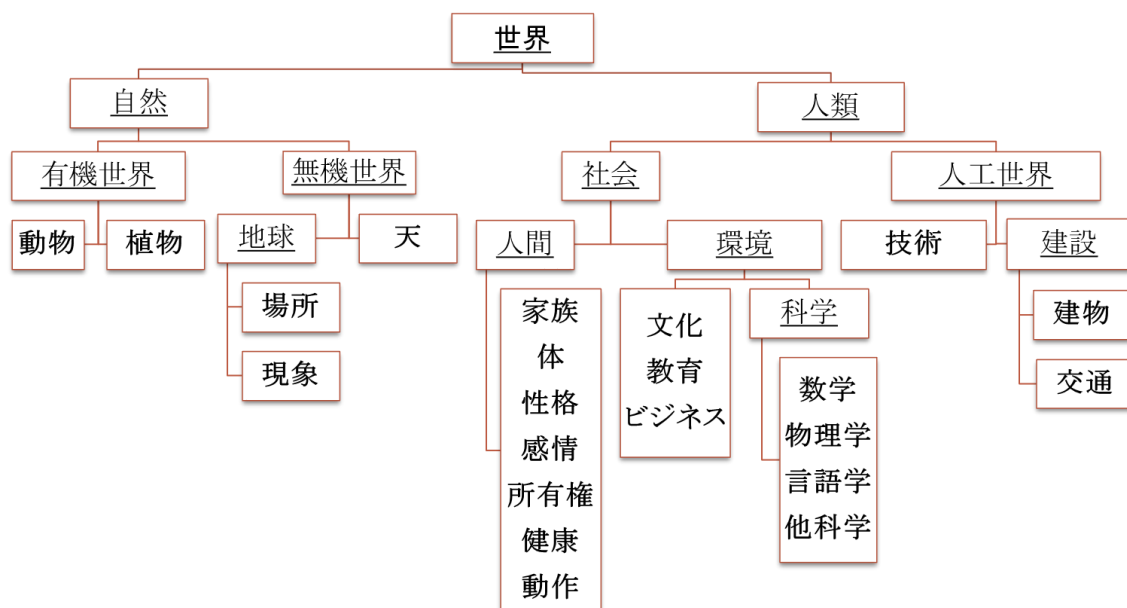 世界
自然
人類
有機世界
無機世界
社会
人工世界
動物
植物
地球
天
人間
環境
技術
建設
場所
現象
家族
体
性格
感情
所有権
健康
動作
文化
教育
ビジネス
科学
数学
物理学
言語学
他科学
建物
交通